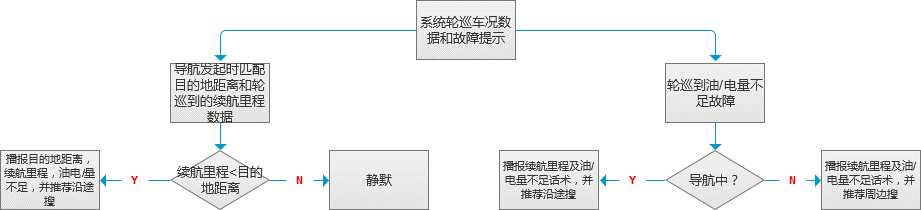 系统轮巡车况数
据和故障提示
导航发起时匹配
目的地距离和轮
巡到的续航里程
数据
轮巡到油/电量不
足故障
播报目的地距离，
续航里程，油电/量
不足，并推荐沿途
撞
Y
续航里程<目的
地距离
N
静默
播报续航里程及油/
电量不足话术，并
推荐沿途撞
Y
导航中？
N
播报续航里程及油/
电量不足话术，并
推荐周边撞